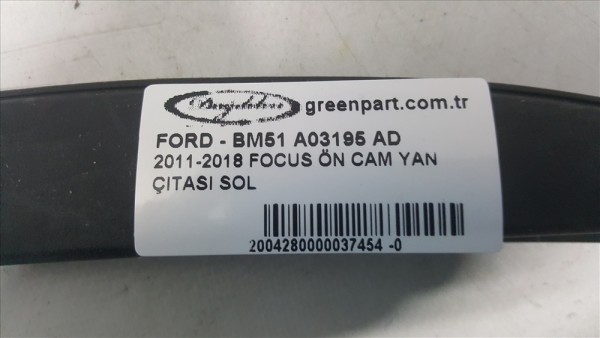 greenpart.com.tr
FORD - BM51 A03195 AD
2011-2018 FOCUS ÖN CAM YAN
ÇITASI SOL
2004280000037454 -0